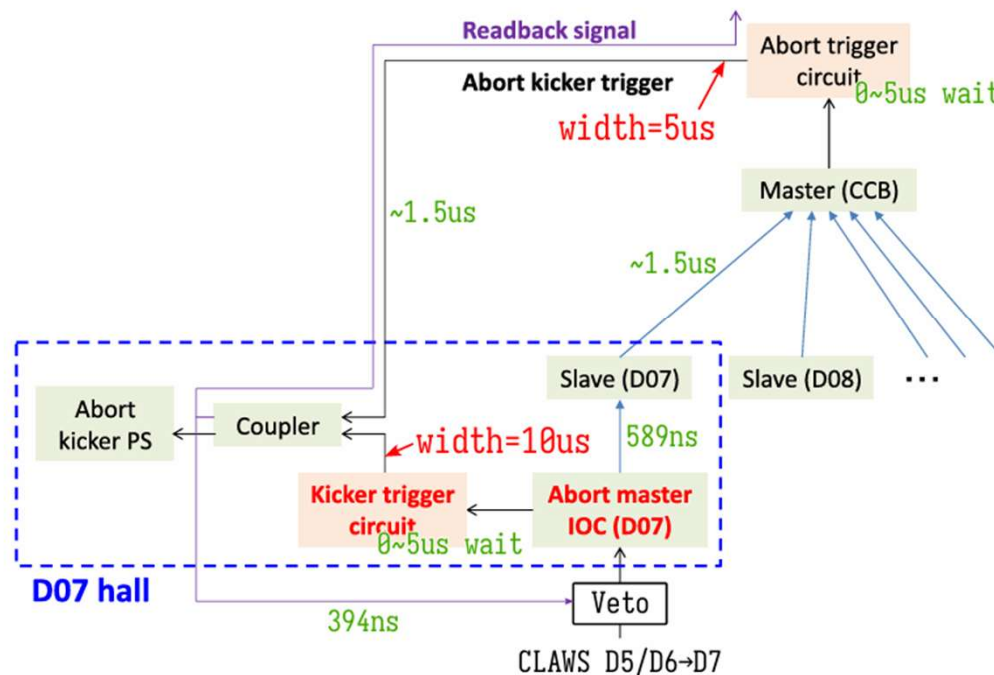 Readback signal
Abort kicker trigger
width=5us
Abort trigger
circuit
0~5us wait
Master (CCB)
~1.5us
~1.5us
Slave (D07)
Slave (D08)
...
Abort
kicker PS
Coupler
width=10us
589ns
Kicker trigger
circuit
0~5us wait
Abort master
IOC (D07)
D07 hall
394ns
Veto
CLAWS D5/D6→D7